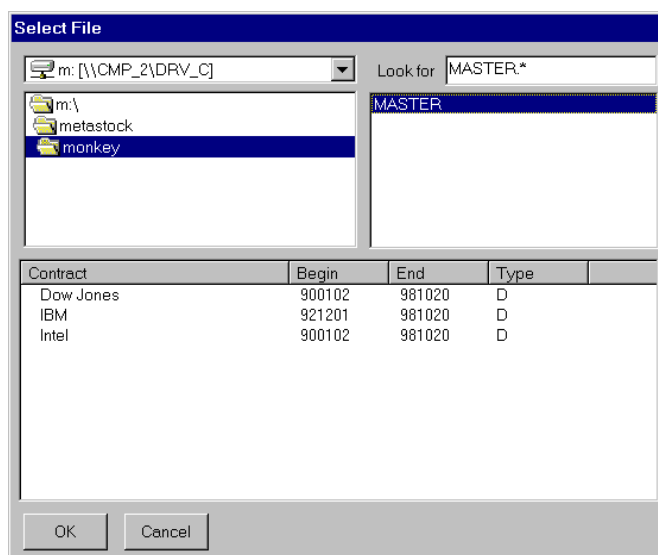 Select File
m: [\\CMP_2\DRV_C]
Look for MASTER.*
m:\
metastock
monkey
MASTER
Contract Begin End Type
Dow Jones 900102 981020 D
IBM 921201 981020 D
Intel 900102 981020 D
OK Cancel